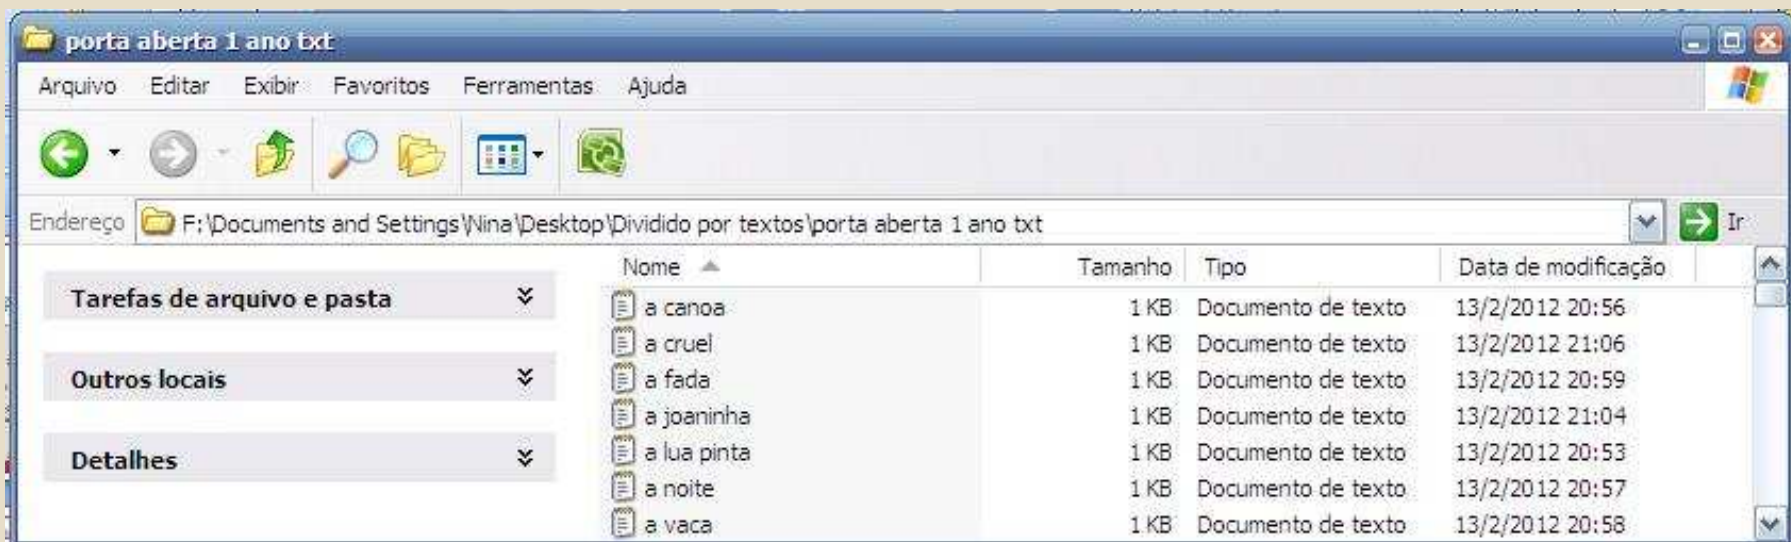 porta aberta 1 ano txt
Arquivo Editar Exibir Favoritos Ferramentas Ajuda
Endereço F:\Documents and Settings\Nina\Desktop\Dividido por textos\porta aberta 1 ano txt Ir
Tarefas de arquivo e pasta
Outros locais
Detalhes
Nome Tamanho Tipo Data de modificação
a canoa 1 KB Documento de texto 13/2/2012 20:56
a cruel 1 KB Documento de texto 13/2/2012 21:06
a fada 1 KB Documento de texto 13/2/2012 20:59
a joaninha 1 KB Documento de texto 13/2/2012 21:04
a lua pinta 1 KB Documento de texto 13/2/2012 20:53
a noite 1 KB Documento de texto 13/2/2012 20:57
a vaca 1 KB Documento de texto 13/2/2012 20:58